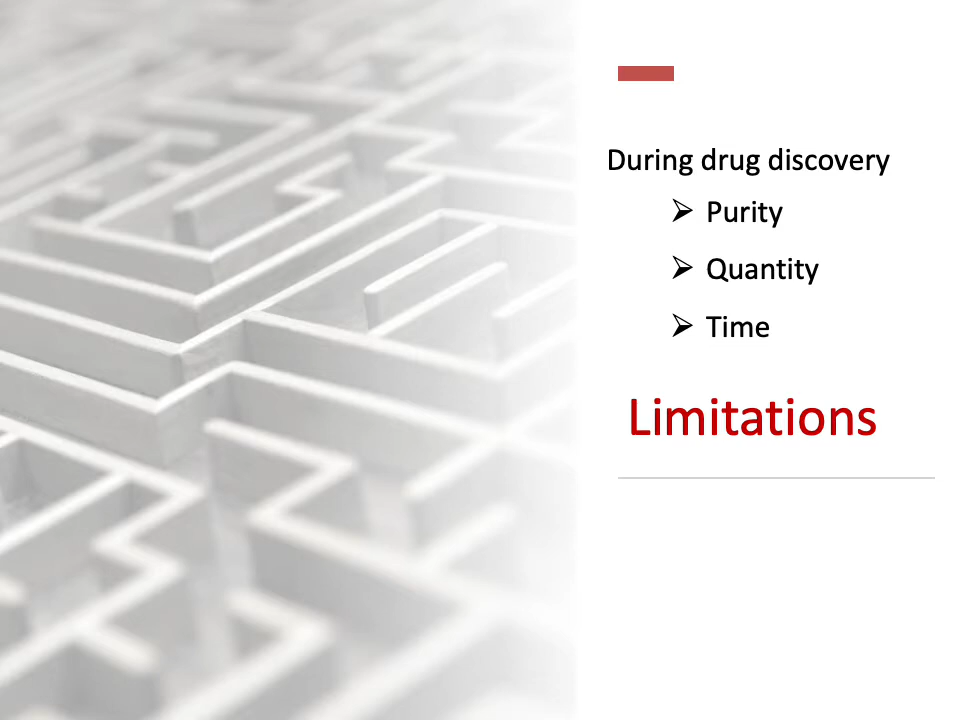 During drug discovery
➢ Purity
➢ Quantity
➢ Time
Limitations